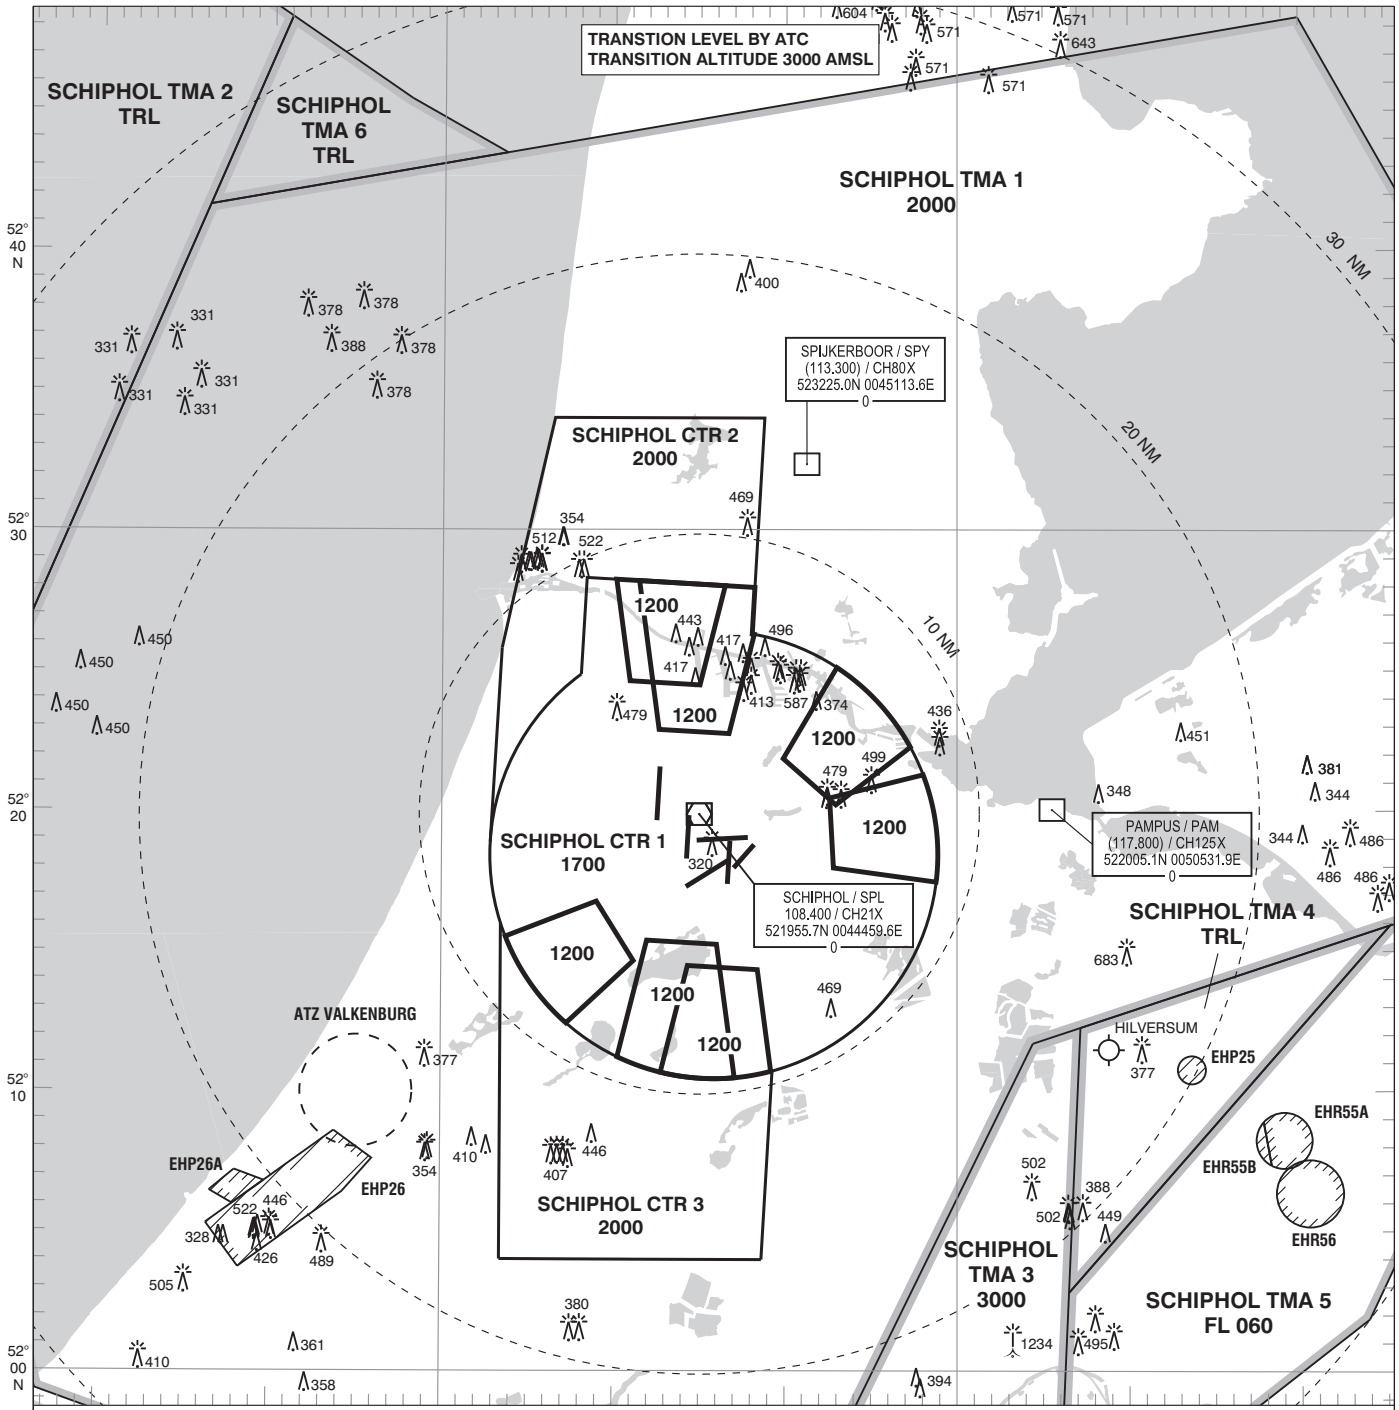 604
571
571
571
643
TRANSTION LEVEL BY ATC
TRANSITION ALTITUDE 3000 AMSL
571
571
SCHIPHOL TMA 2
TRL
SCHIPHOL
TMA 6
TRL
SCHIPHOL TMA 1
2000
52°
40
N
30 NM
400
378
378
331
331
388
378
331
331
331
378
SPIJKERBOOR / SPY
(113.300) / CH80X
523225.0N 0045113.6E
0
20 NM
SCHIPHOL CTR 2
2000
469
354
52°
30
512
522
1200
443
417
496
10 NM
450
450
417
450
450
479
1200
413
587
374
436
451
1200
499
479
381
344
348
52°
20
SCHIPHOL CTR 1
1700
320
1200
344
486
486
486
PAMPUS / PAM
(117.800) / CH125X
522005.1N 0050531.9E
0
SCHIPHOL / SPL
108.400 / CH21X
521955.7N 0044459.6E
0
SCHIPHOL TMA 4
TRL
683
1200
1200
469
1200
ATZ VALKENBURG
377
HILVERSUM
377
EHP25
52°
10
EHR55A
EHR55B
EHR56
354
410
407
446
EHP26A
EHP26
502
502
388
449
446
522
328
426
489
505
SCHIPHOL CTR 3
2000
SCHIPHOL
TMA 3
3000
SCHIPHOL TMA 5
FL 060
380
361
1234
495
52°
00
N
410
358
394